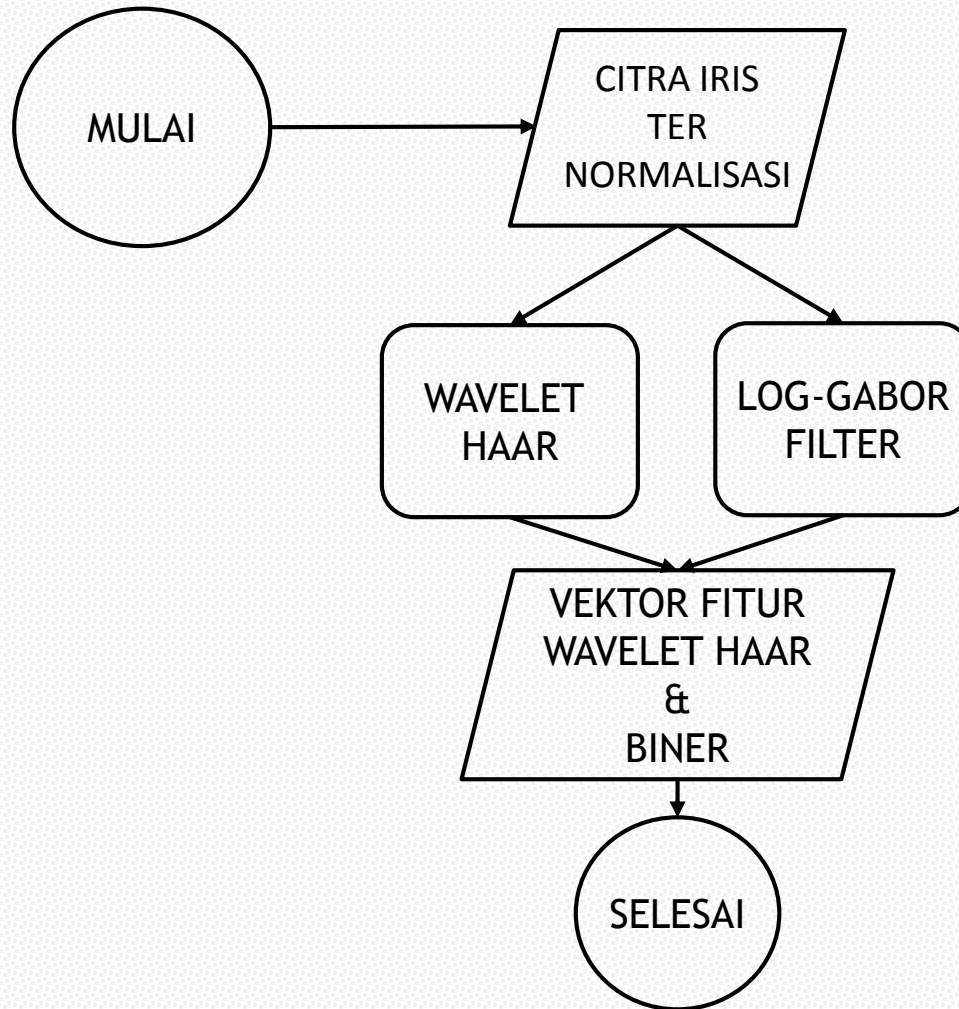 MULAI
CITRA IRIS
TER
NORMALISASI
WAVELET
HAAR
LOG-GABOR
FILTER
VEKTOR FITUR
WAVELET HAAR
&
BINER
SELESAI